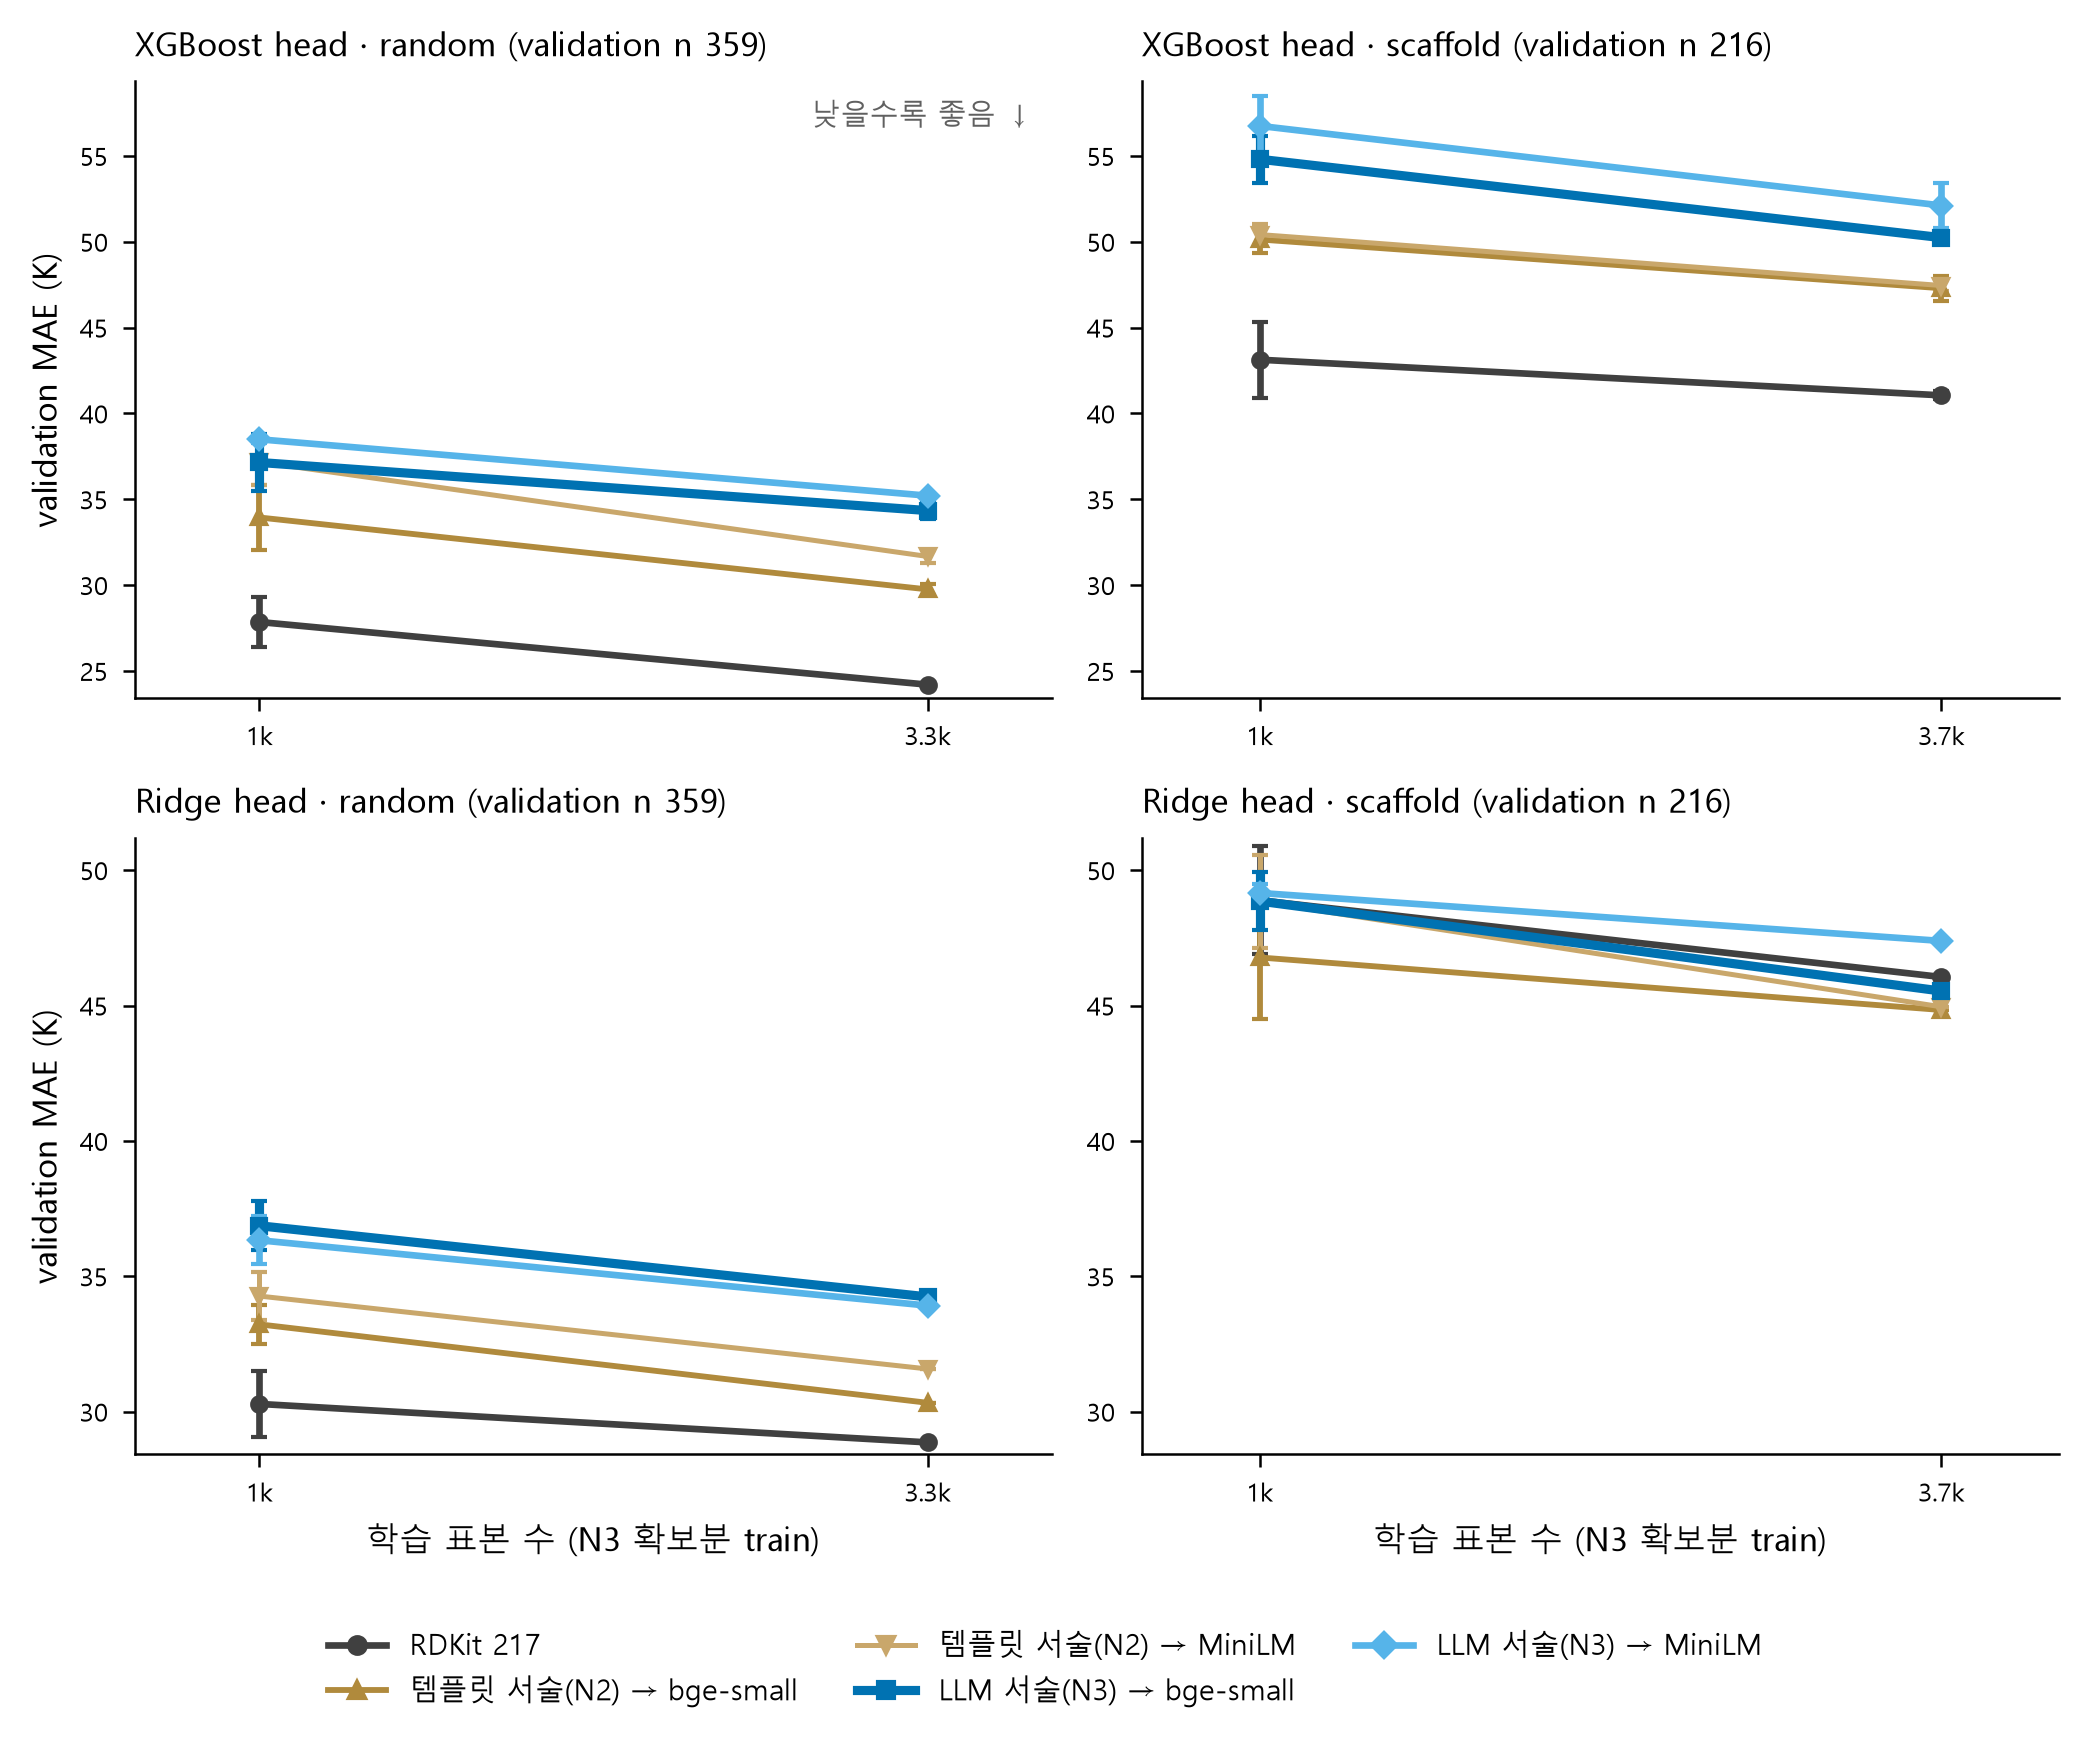 XGBoost head · random (validation n 359)
낮을수록 좋음 ↓
validation MAE (K)
55
50
45
40
35
30
25
1k
3.3k
XGBoost head · scaffold (validation n 216)
55
50
45
40
35
30
25
1k
3.7k
Ridge head · random (validation n 359)
validation MAE (K)
50
45
40
35
30
1k
3.3k
학습 표본 수 (N3 확보분 train)
Ridge head · scaffold (validation n 216)
50
45
40
35
30
1k
3.7k
학습 표본 수 (N3 확보분 train)
RDKit 217
템플릿 서술(N2) → bge-small
템플릿 서술(N2) → MiniLM
LLM 서술(N3) → bge-small
LLM 서술(N3) → MiniLM